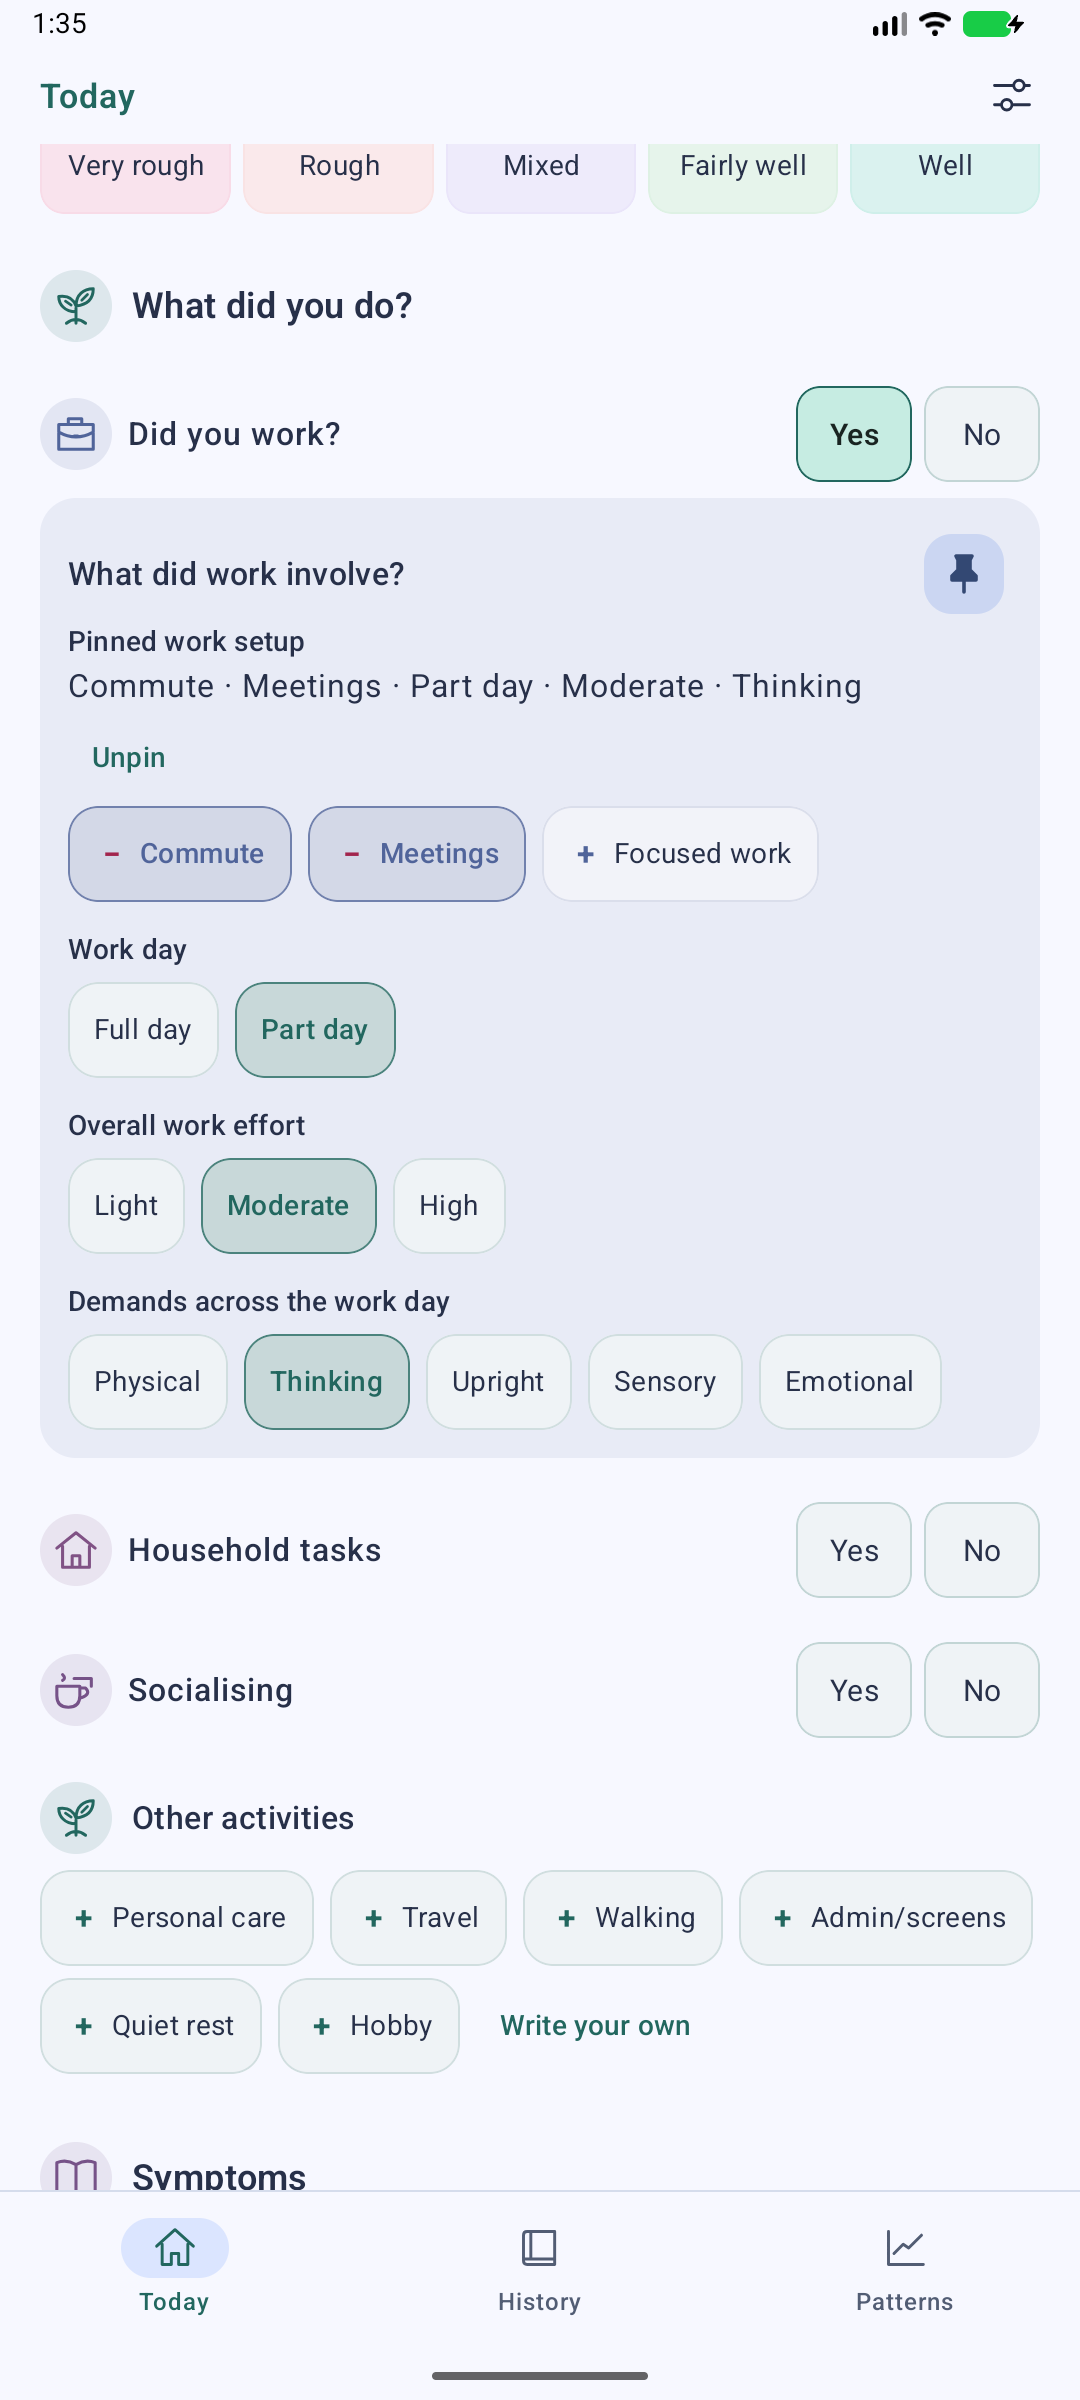 1:35
Today
Very rough Rough Mixed Fairly well Well
What did you do?
Did you work? Yes No
What did work involve?
Pinned work setup
Commute · Meetings · Part day · Moderate · Thinking
Unpin
− Commute − Meetings + Focused work
Work day
Full day Part day
Overall work effort
Light Moderate High
Demands across the work day
Physical Thinking Upright Sensory Emotional
Household tasks Yes No
Socialising Yes No
Other activities
+ Personal care + Travel + Walking + Admin/screens
+ Quiet rest + Hobby Write your own
Symptoms
Today History Patterns